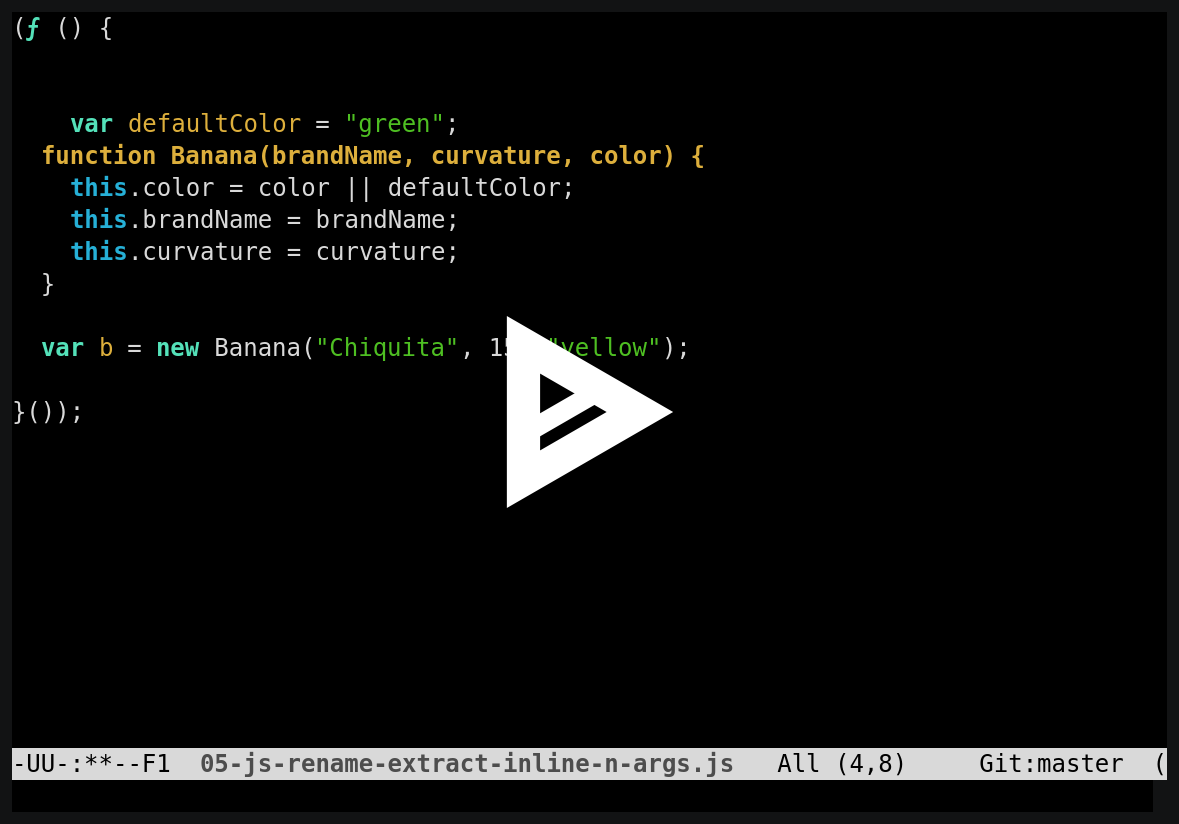 (ƒ () {
    var defaultColor = "green";
  function Banana(brandName, curvature, color) {
    this.color = color || defaultColor;
    this.brandName = brandName;
    this.curvature = curvature;
  }
  var b = new Banana("Chiquita", 15 "yellow");
}());
-UU-:**--F1  05-js-rename-extract-inline-n-args.js   All (4,8)     Git:master  (